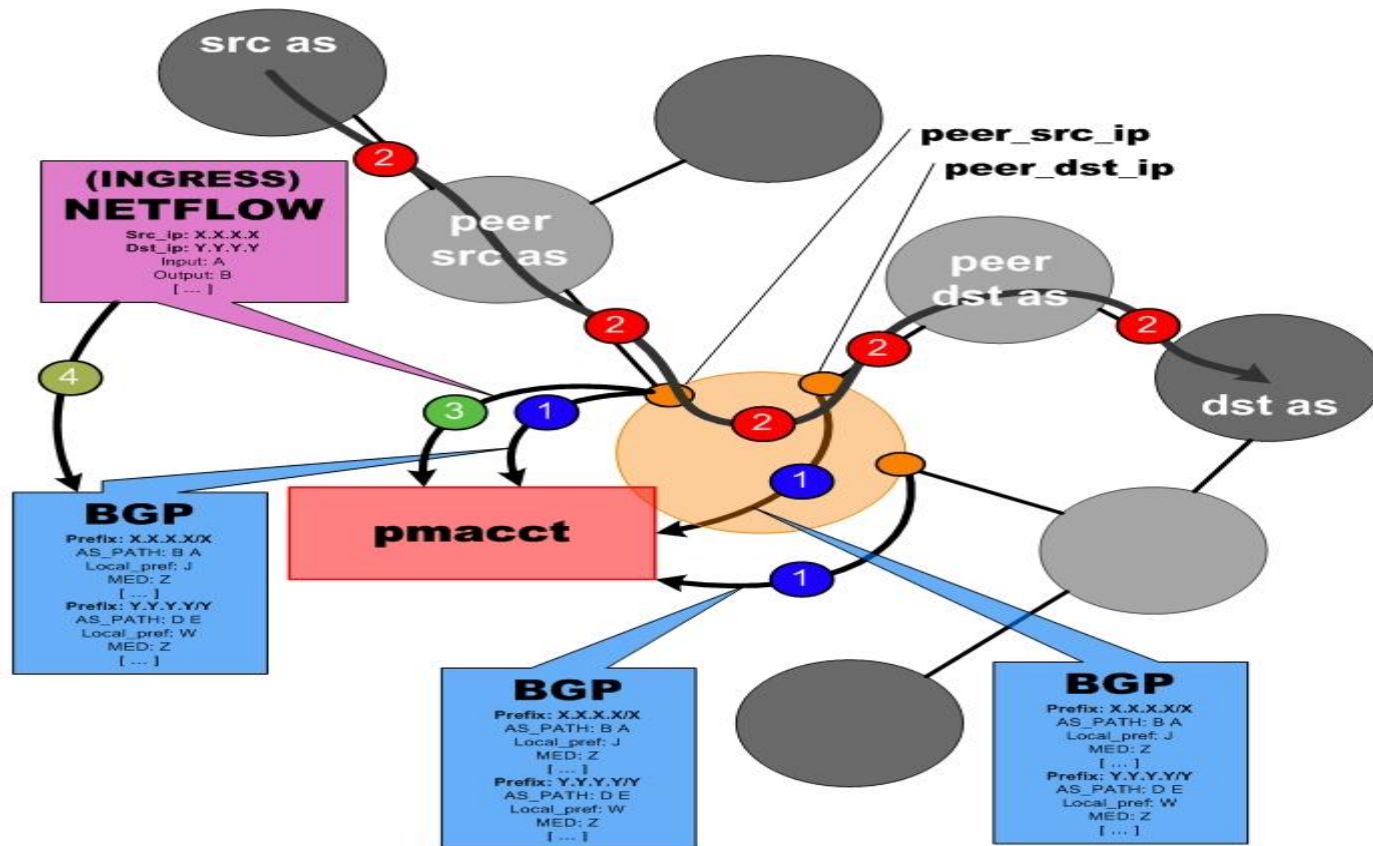 src as
2
peer_src_ip
peer_dst_ip
(INGRESS)
NETFLOW
Src_ip: X.X.X.X
Dst_ip: Y.Y.Y.Y
Input: A
Output: B
[ ... ]
peer
src as
peer
dst as
2
2
2
4
3
1
2
dst as
BGP
Prefix: X.X.X.X/X
AS_PATH: B A
Local_pref: J
MED: Z
[ ... ]
Prefix: Y.Y.Y.Y/Y
AS_PATH: D E
Local_pref: W
MED: Z
[ ... ]
pmacct
1
1
BGP
Prefix: X.X.X.X/X
AS_PATH: B A
Local_pref: J
MED: Z
[ ... ]
Prefix: Y.Y.Y.Y/Y
AS_PATH: D E
Local_pref: W
MED: Z
[ ... ]
BGP
Prefix: X.X.X.X/X
AS_PATH: B A
Local_pref: J
MED: Z
[ ... ]
Prefix: Y.Y.Y.Y/Y
AS_PATH: D E
Local_pref: W
MED: Z
[ ... ]